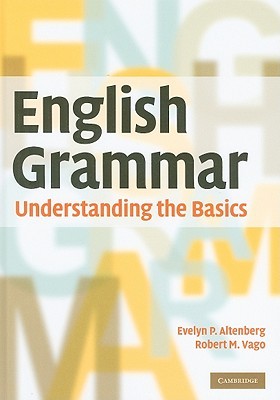 English
Grammar
Understanding the Basics
Evelyn P. Altenberg
Robert M. Vago
CAMBRIDGE